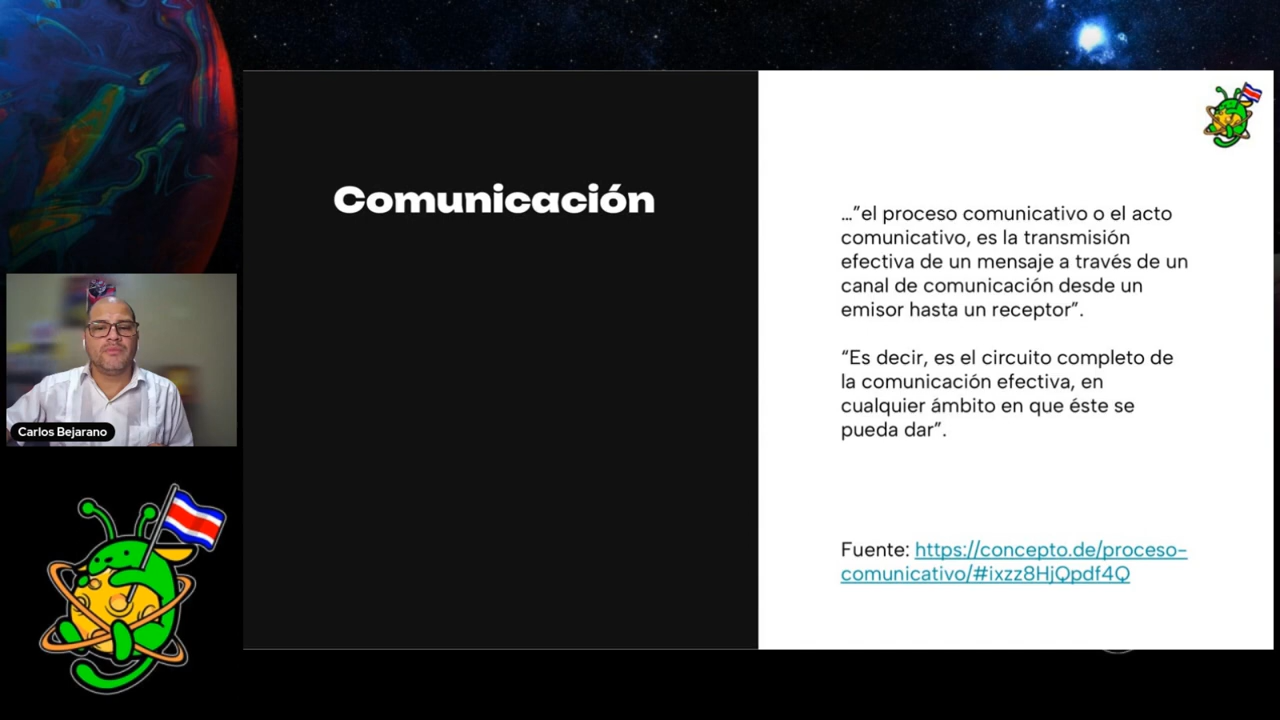 Comunicación
…”el proceso comunicativo o el acto
comunicativo, es la transmisión
efectiva de un mensaje a través de un
canal de comunicación desde un
emisor hasta un receptor”.
“Es decir, es el circuito completo de
la comunicación efectiva, en
cualquier ámbito en que éste se
pueda dar”.
Fuente: https://concepto.de/proceso-
comunicativo/#ixzz8HjQpdf4Q
Carlos Bejarano